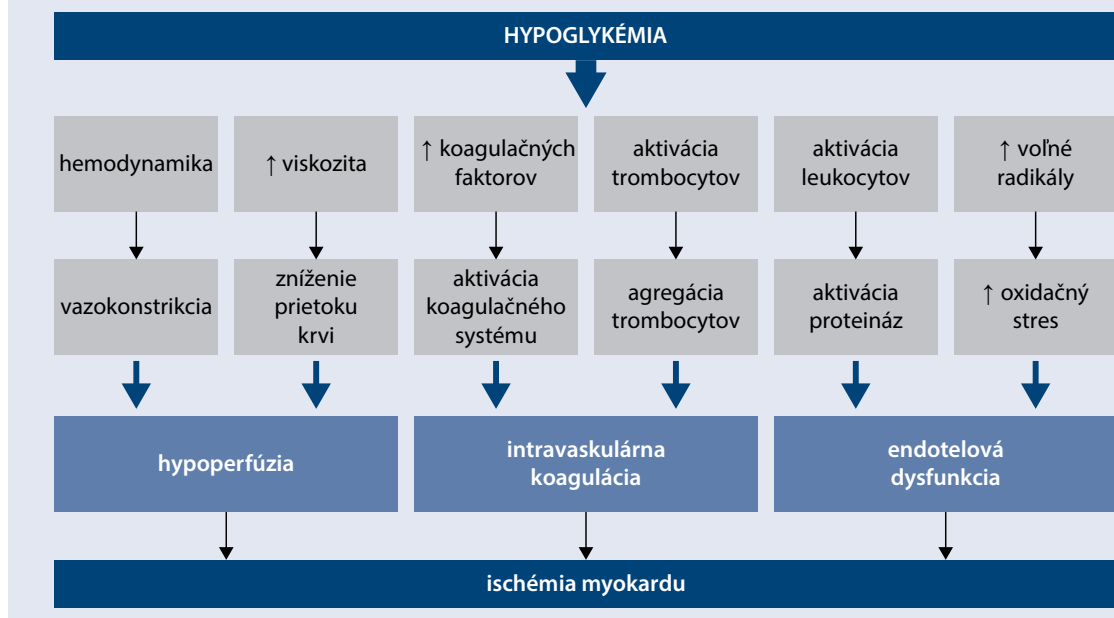 HYPOGLYKÉMIA
hemodynamika
↑ viskozita
↑ koagulačných
faktorov
aktivácia
trombocytov
aktivácia
leukocytov
↑ voľné
radikály
vazokonstrikcia
zníženie
prietoku
krvi
aktivácia
koagulačného
systému
agregácia
trombocytov
aktivácia
proteináz
↑ oxidačný
stres
hypoperfúzia
intravaskulárna
koagulácia
endotelová
dysfunkcia
ischémia myokardu